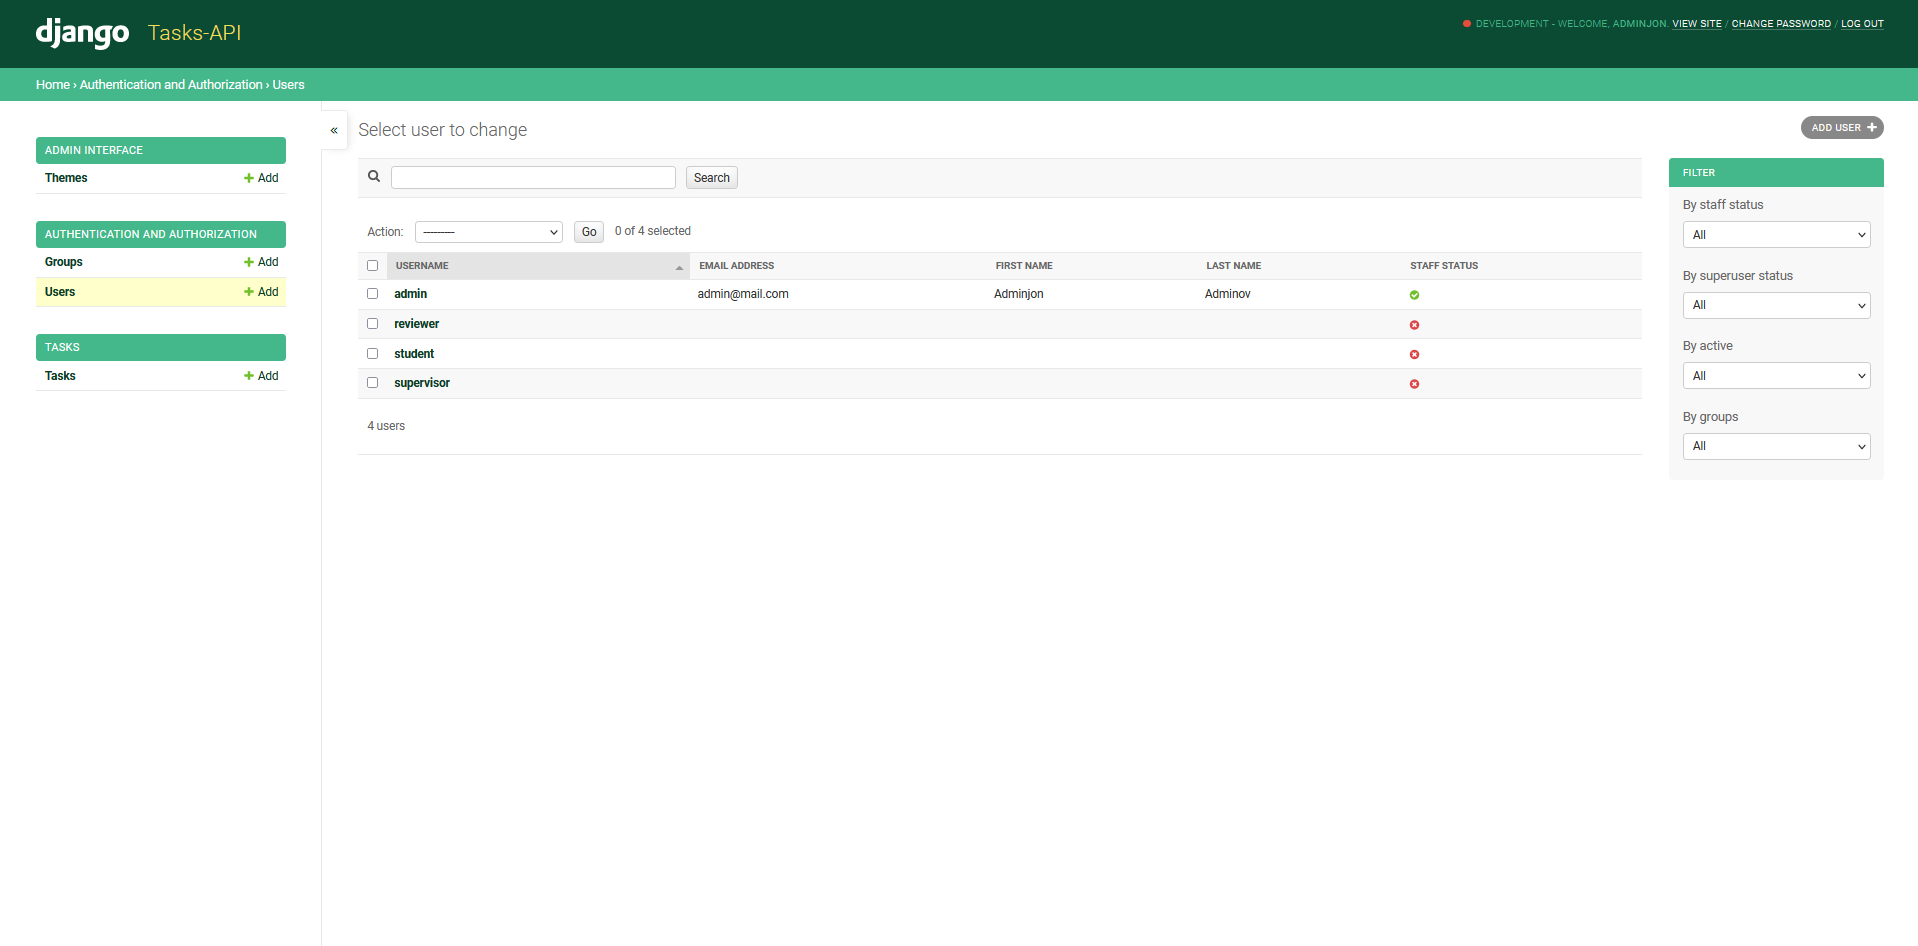 django Tasks-API
DEVELOPMENT - WELCOME, ADMINJON. VIEW SITE / CHANGE PASSWORD / LOG OUT
Home › Authentication and Authorization › Users
ADMIN INTERFACE
Themes + Add
AUTHENTICATION AND AUTHORIZATION
Groups + Add
Users + Add
TASKS
Tasks + Add
«
Select user to change
ADD USER +
Search
Action: --------- Go 0 of 4 selected
USERNAME EMAIL ADDRESS FIRST NAME LAST NAME STAFF STATUS
admin admin@mail.com Adminjon Adminov
reviewer
student
supervisor
4 users
FILTER
By staff status
All
By superuser status
All
By active
All
By groups
All